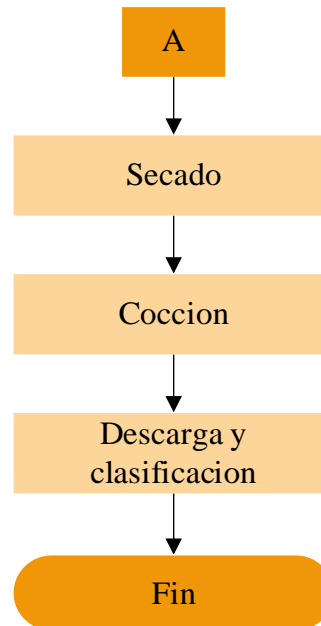 A
Secado
Coccion
Descarga y
clasificacion
Fin